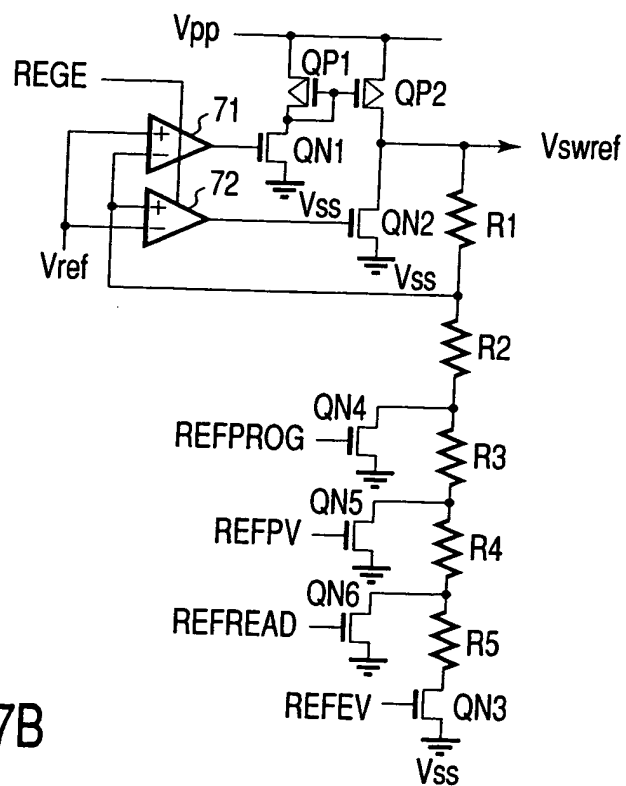 Vpp
QP1
QP2
REGE
71
+
−
QN1
Vswref
72
+
−
Vss
QN2
R1
Vref
Vss
R2
QN4
REFPROG
R3
QN5
REFPV
R4
QN6
REFREAD
R5
REFEV
QN3
7B
Vss